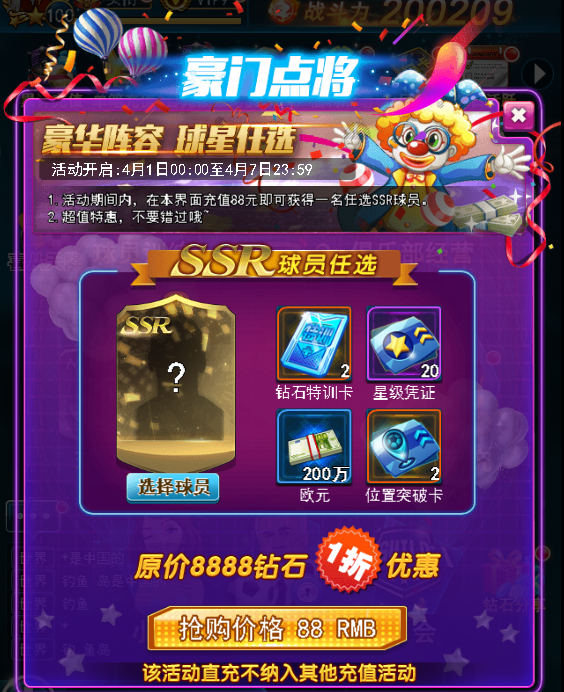 100
战斗力 200209
豪门点将
豪华阵容 球星任选
活动开启:4月1日00:00至4月7日23:59
1.活动期间内，在本界面充值88元即可获得一名任选SSR球员。
2.超值特惠，不要错过哦~
SSR球员任选
SSR
?
选择球员
2
钻石特训卡
20
星级凭证
200万
欧元
2
位置突破卡
原价8888钻石 1折 优惠
抢购价格 88 RMB
该活动直充不纳入其他充值活动